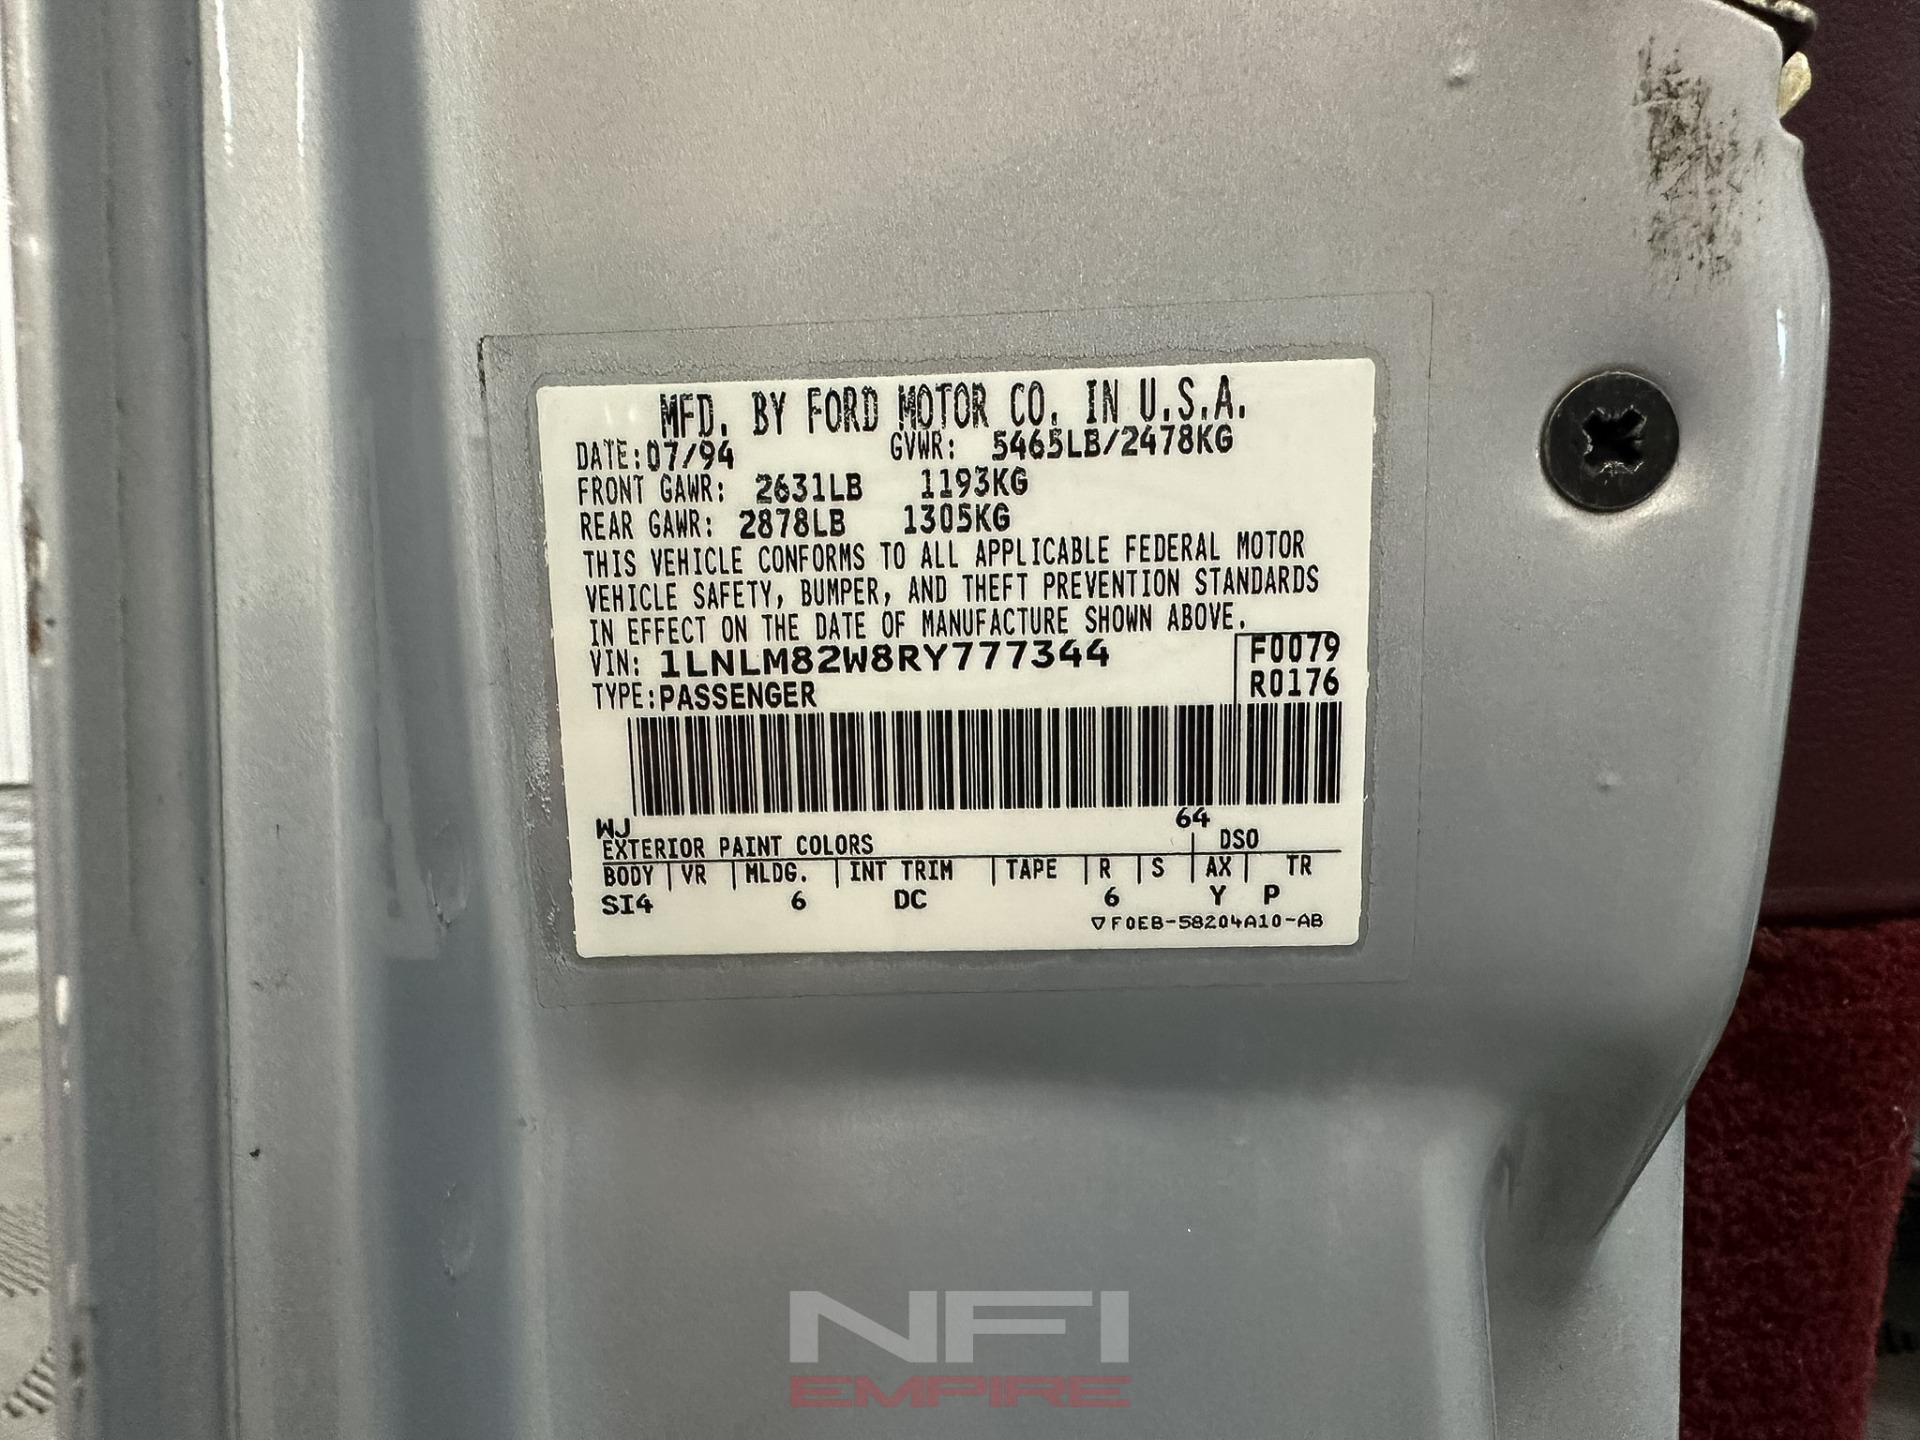 MFD. BY FORD MOTOR CO. IN U.S.A.
DATE:07/94 GVWR: 5465LB/2478KG
FRONT GAWR: 2631LB 1193KG
REAR GAWR: 2878LB 1305KG
THIS VEHICLE CONFORMS TO ALL APPLICABLE FEDERAL MOTOR
VEHICLE SAFETY, BUMPER, AND THEFT PREVENTION STANDARDS
IN EFFECT ON THE DATE OF MANUFACTURE SHOWN ABOVE.
VIN: 1LNLM82W8RY777344 F0079
TYPE:PASSENGER R0176
WJ 64
EXTERIOR PAINT COLORS DSO
BODY VR MLDG. INT TRIM TAPE R S AX TR
SI4 6 DC 6 Y P
▽F0EB-58204A10-AB
NFI
EMPIRE